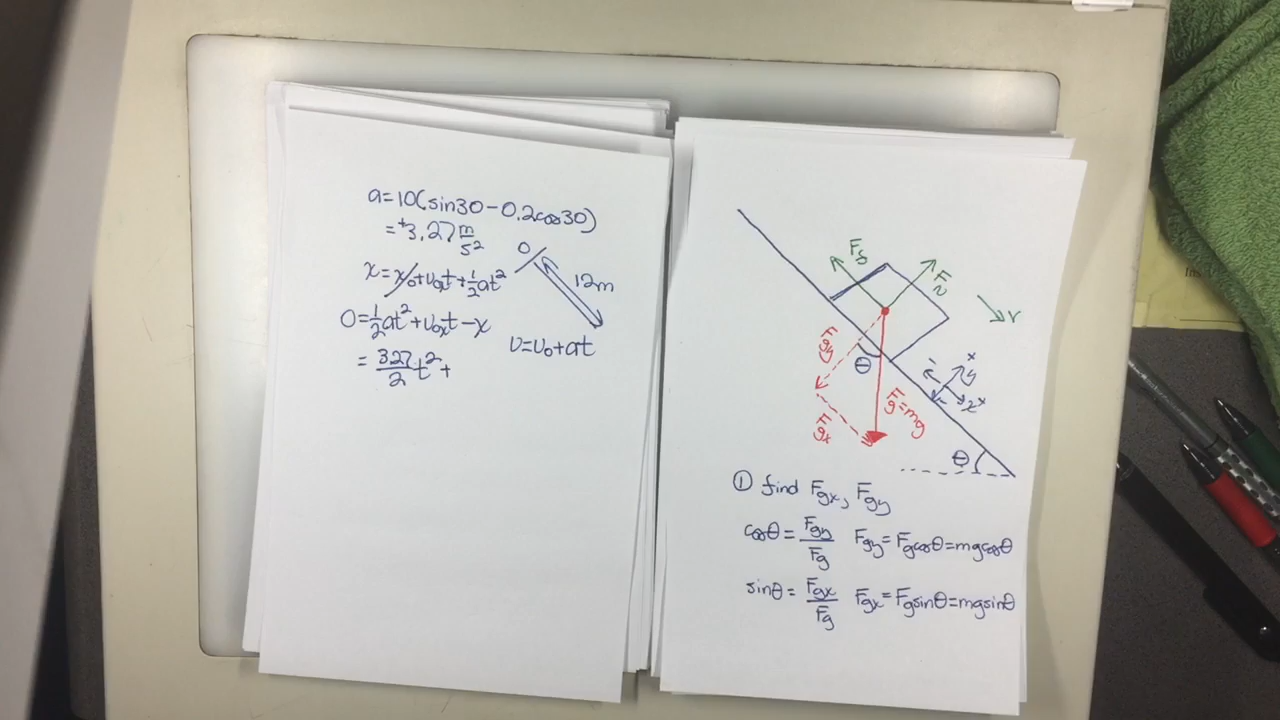 a=10(sin30-0.2cos30)
=+3.27 m/s²
x=x₀+v₀ₓt+½at²
0
12m
0=½at²+v₀ₓt-x
v=v₀+at
=3.27/2 t²+
Ff
FN
v
Fgy
θ
Fg=mg
Fgx
+
y
-
-
x+
θ
① find Fgx, Fgy
cosθ=Fgy/Fg Fgy=Fgcosθ=mgcosθ
sinθ=Fgx/Fg Fgx=Fgsinθ=mgsinθ